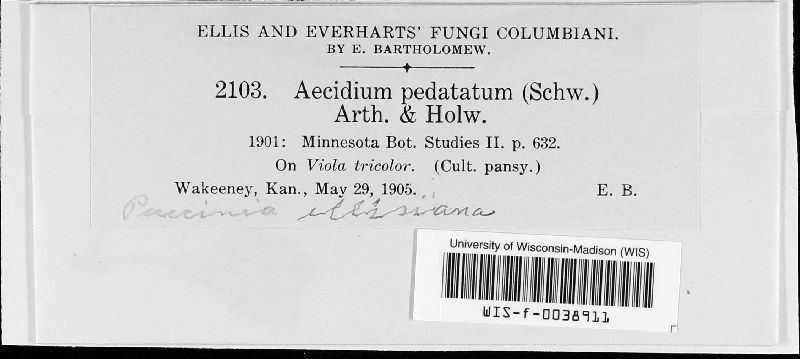 ELLIS AND EVERHARTS' FUNGI COLUMBIANI.
BY E. BARTHOLOMEW.
2103. Aecidium pedatatum (Schw.)
Arth. & Holw.
1901: Minnesota Bot. Studies II. p. 632.
On Viola tricolor. (Cult. pansy.)
Wakeeney, Kan., May 29, 1905. E. B.
Puccinia ellisiana
University of Wisconsin-Madison (WIS)
WIS-f-0038911